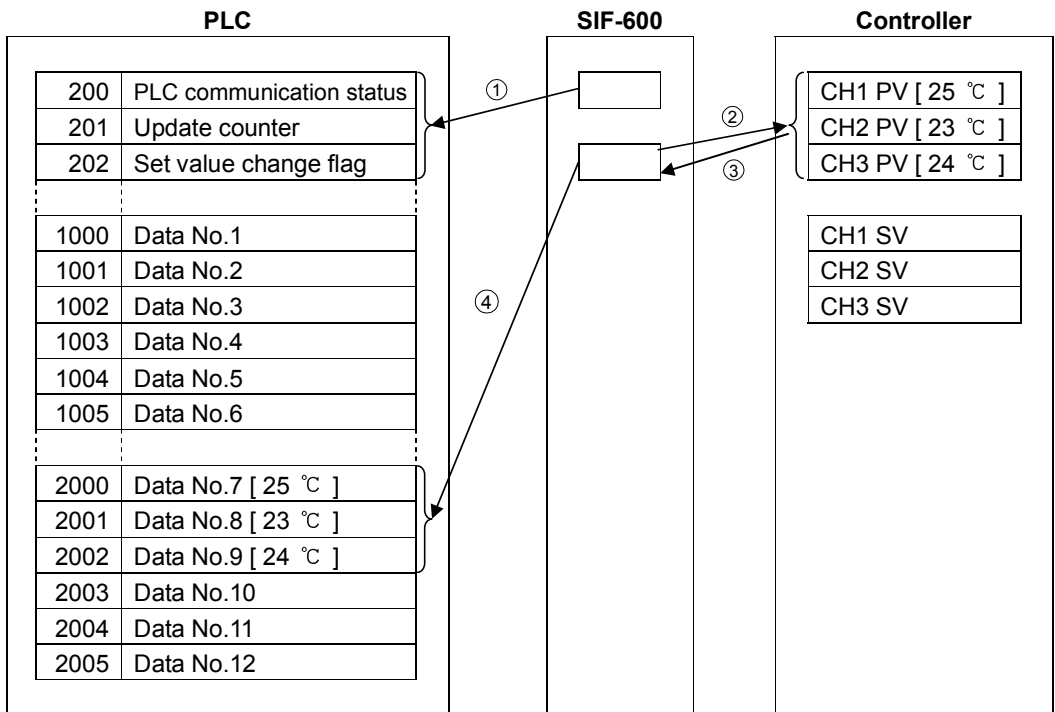 PLC
SIF-600
Controller
200 PLC communication status
201 Update counter
202 Set value change flag
1000 Data No.1
1001 Data No.2
1002 Data No.3
1003 Data No.4
1004 Data No.5
1005 Data No.6
2000 Data No.7 [ 25 ℃ ]
2001 Data No.8 [ 23 ℃ ]
2002 Data No.9 [ 24 ℃ ]
2003 Data No.10
2004 Data No.11
2005 Data No.12
①
②
③
④
CH1 PV [ 25 ℃ ]
CH2 PV [ 23 ℃ ]
CH3 PV [ 24 ℃ ]
CH1 SV
CH2 SV
CH3 SV